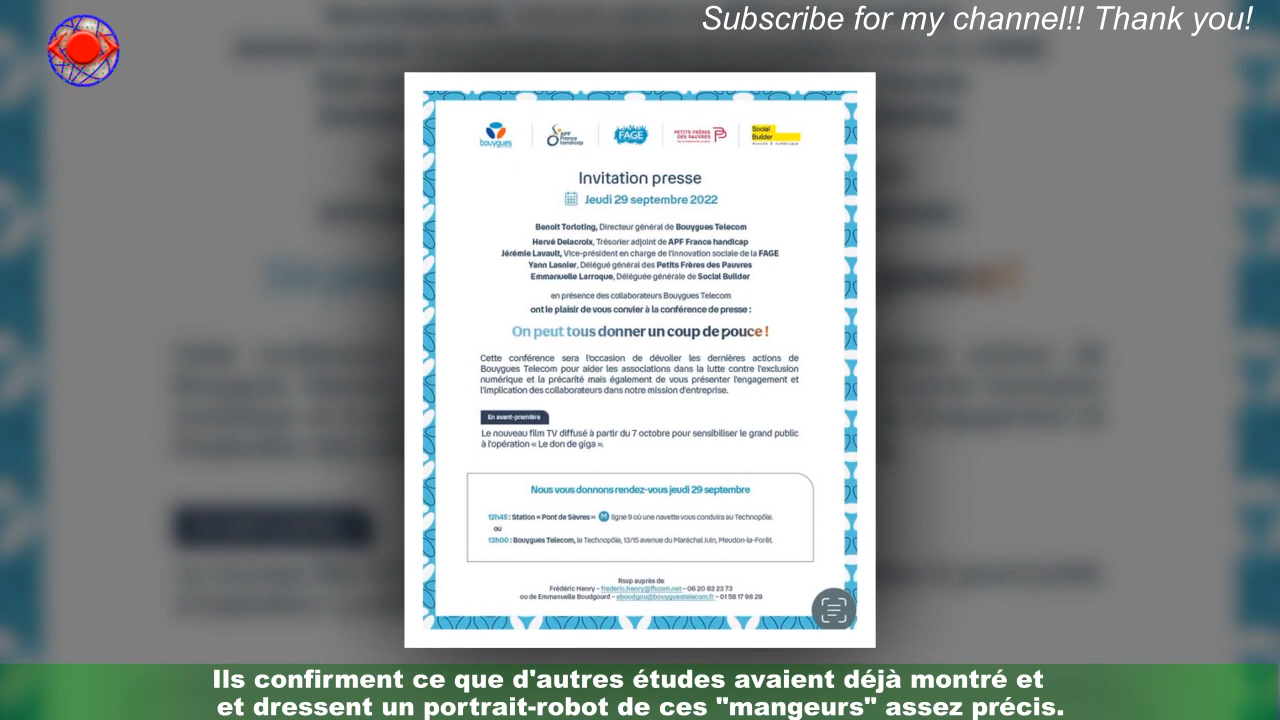 Subscribe for my channel!! Thank you!
bouygues
APF
France
handicap
FAGE
PETITS FRÈRES
DES PAUVRES
Social
Builder
Invitation presse
Jeudi 29 septembre 2022
Benoit Torloting, Directeur général de Bouygues Telecom
Hervé Delacroix, Trésorier adjoint de APF France handicap
Jérémie Lavault, Vice-président en charge de l'innovation sociale de la FAGE
Yann Lasnier, Délégué général des Petits Frères des Pauvres
Emmanuelle Larroque, Déléguée générale de Social Builder
en présence des collaborateurs Bouygues Telecom
ont le plaisir de vous convier à la conférence de presse :
On peut tous donner un coup de pouce !
Cette conférence sera l'occasion de dévoiler les dernières actions de
Bouygues Telecom pour aider les associations dans la lutte contre l'exclusion
numérique et la précarité mais également de vous présenter l'engagement et
l'implication des collaborateurs dans notre mission d'entreprise.
En avant-première
Le nouveau film TV diffusé à partir du 7 octobre pour sensibiliser le grand public
à l'opération « Le don de giga ».
Nous vous donnons rendez-vous jeudi 29 septembre
12h45 : Station « Pont de Sèvres » M ligne 9 où une navette vous conduira au Technopôle.
ou
13h00 : Bouygues Telecom, le Technopôle, 13/15 avenue du Maréchal Juin, Meudon-la-Forêt.
Rsvp auprès de
Frédéric Henry – frederic.henry@fhcom.net – 06 20 83 23 73
ou de Emmanuelle Boudgourd – eboudgou@bouyguestelecom.fr – 01 58 17 98 29
Ils confirment ce que d'autres études avaient déjà montré et
et dressent un portrait-robot de ces "mangeurs" assez précis.